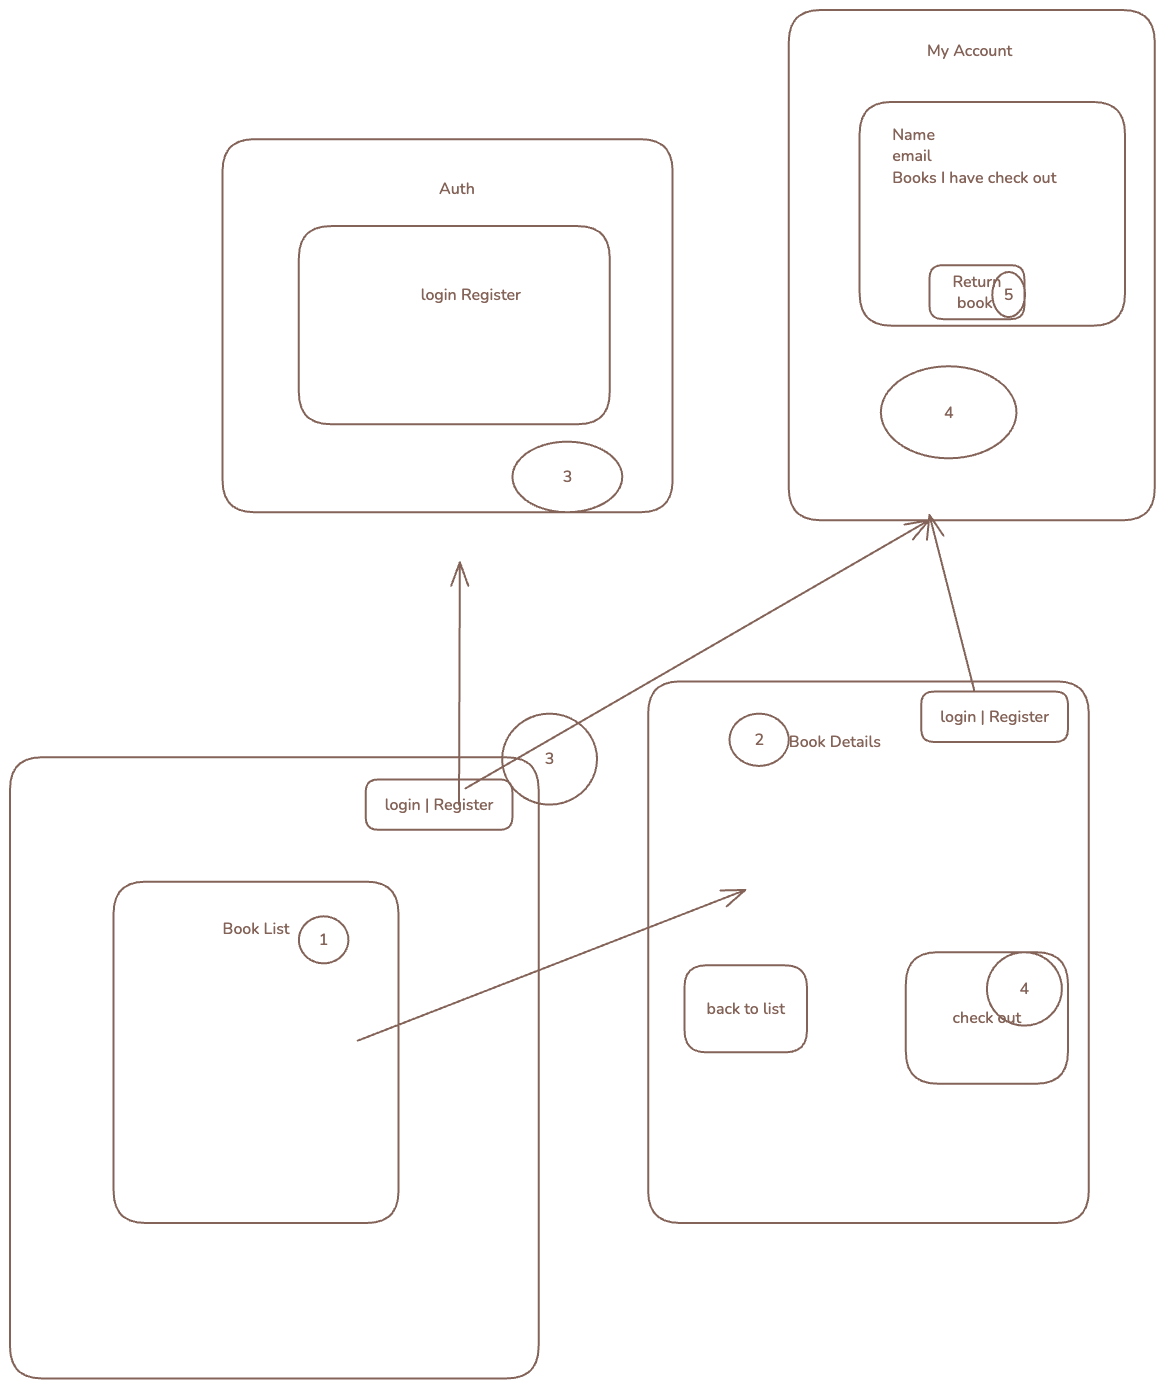 My Account
Name
email
Books I have check out
Return
book
5
4
Auth
login Register
3
login | Register
2
Book Details
3
login | Register
Book List
1
back to list
4
check out